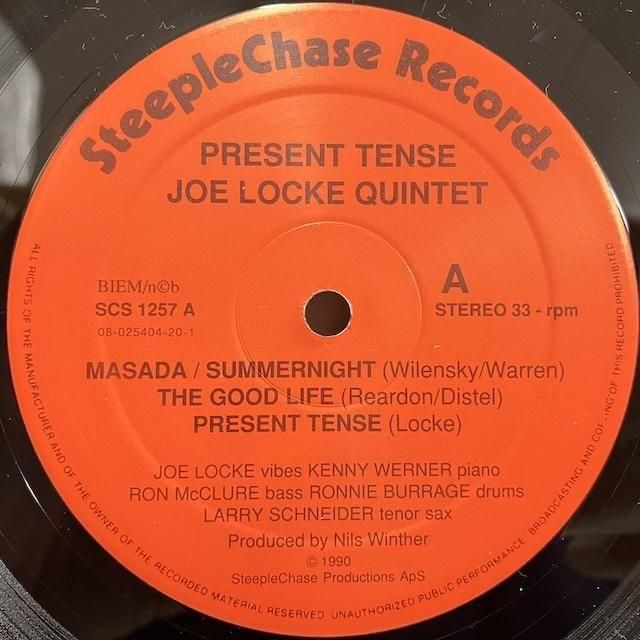 SteepleChase Records
PRESENT TENSE
JOE LOCKE QUINTET
BIEM/n©b
A
SCS 1257 A
STEREO 33 - rpm
08-025404-20-1
MASADA / SUMMERNIGHT (Wilensky/Warren)
THE GOOD LIFE (Reardon/Distel)
PRESENT TENSE (Locke)
JOE LOCKE vibes KENNY WERNER piano
RON McCLURE bass RONNIE BURRAGE drums
LARRY SCHNEIDER tenor sax
Produced by Nils Winther
© 1990
SteepleChase Productions ApS
ALL RIGHTS OF THE MANUFACTURER AND OF THE OWNER OF THE RECORDED MATERIAL RESERVED. UNAUTHORIZED PUBLIC PERFORMANCE, BROADCASTING AND COPYING OF THIS RECORD PROHIBITED